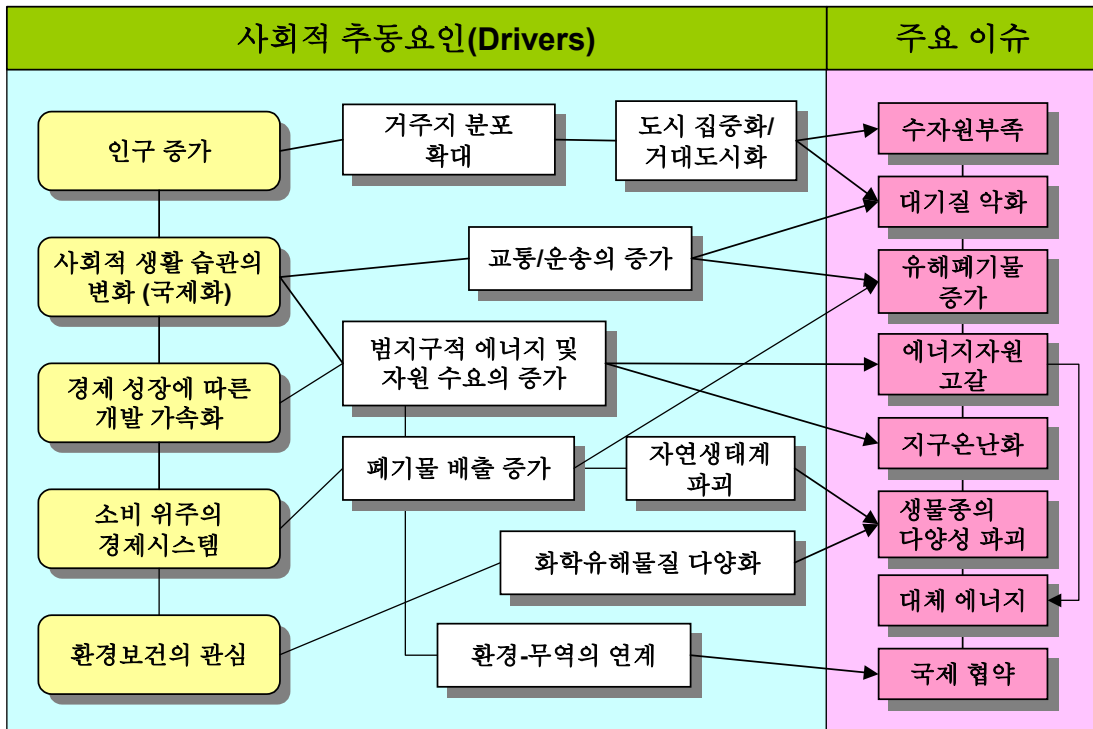 사회적 추동요인(Drivers)
주요 이슈
인구 증가
거주지 분포
확대
도시 집중화/
거대도시화
수자원부족
대기질 악화
사회적 생활 습관의
변화 (국제화)
교통/운송의 증가
유해폐기물
증가
범지구적 에너지 및
자원 수요의 증가
에너지자원
고갈
경제 성장에 따른
개발 가속화
지구온난화
폐기물 배출 증가
자연생태계
파괴
소비 위주의
경제시스템
생물종의
다양성 파괴
화학유해물질 다양화
대체 에너지
환경보건의 관심
환경-무역의 연계
국제 협약